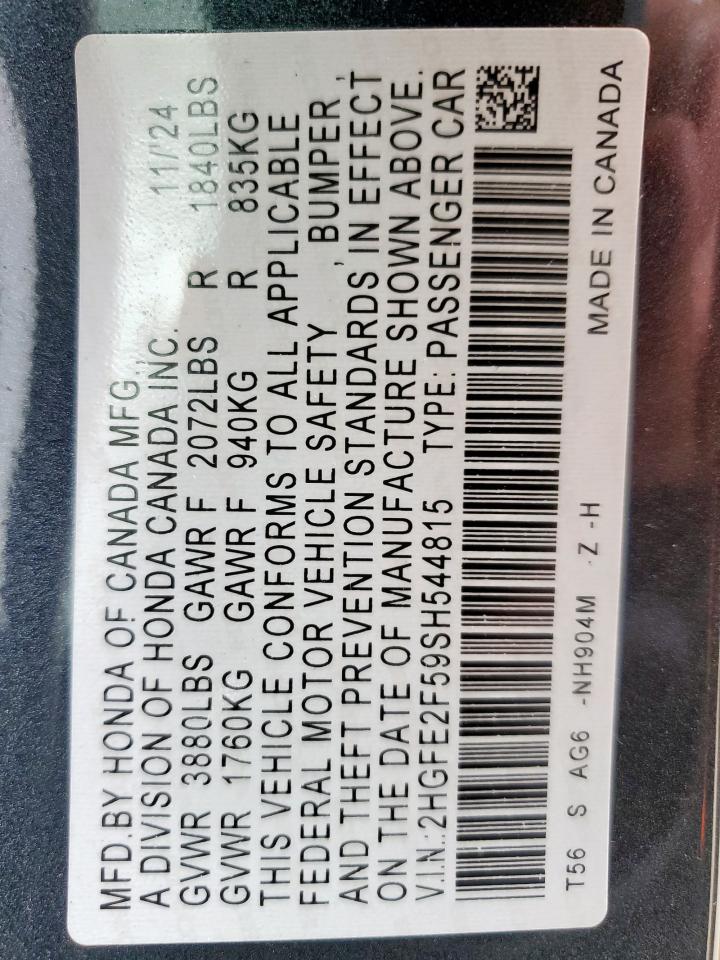 MFD.BY HONDA OF CANADA MFG.,
A DIVISION OF HONDA CANADA INC. 11/'24
GVWR 3880LBS GAWR F 2072LBS R 1840LBS
GVWR 1760KG GAWR F 940KG R 835KG
THIS VEHICLE CONFORMS TO ALL APPLICABLE
FEDERAL MOTOR VEHICLE SAFETY , BUMPER ,
AND THEFT PREVENTION STANDARDS IN EFFECT
ON THE DATE OF MANUFACTURE SHOWN ABOVE.
V.I.N.:2HGFE2F59SH544815 TYPE: PASSENGER CAR
T56 S AG6 -NH904M .Z -H
MADE IN CANADA